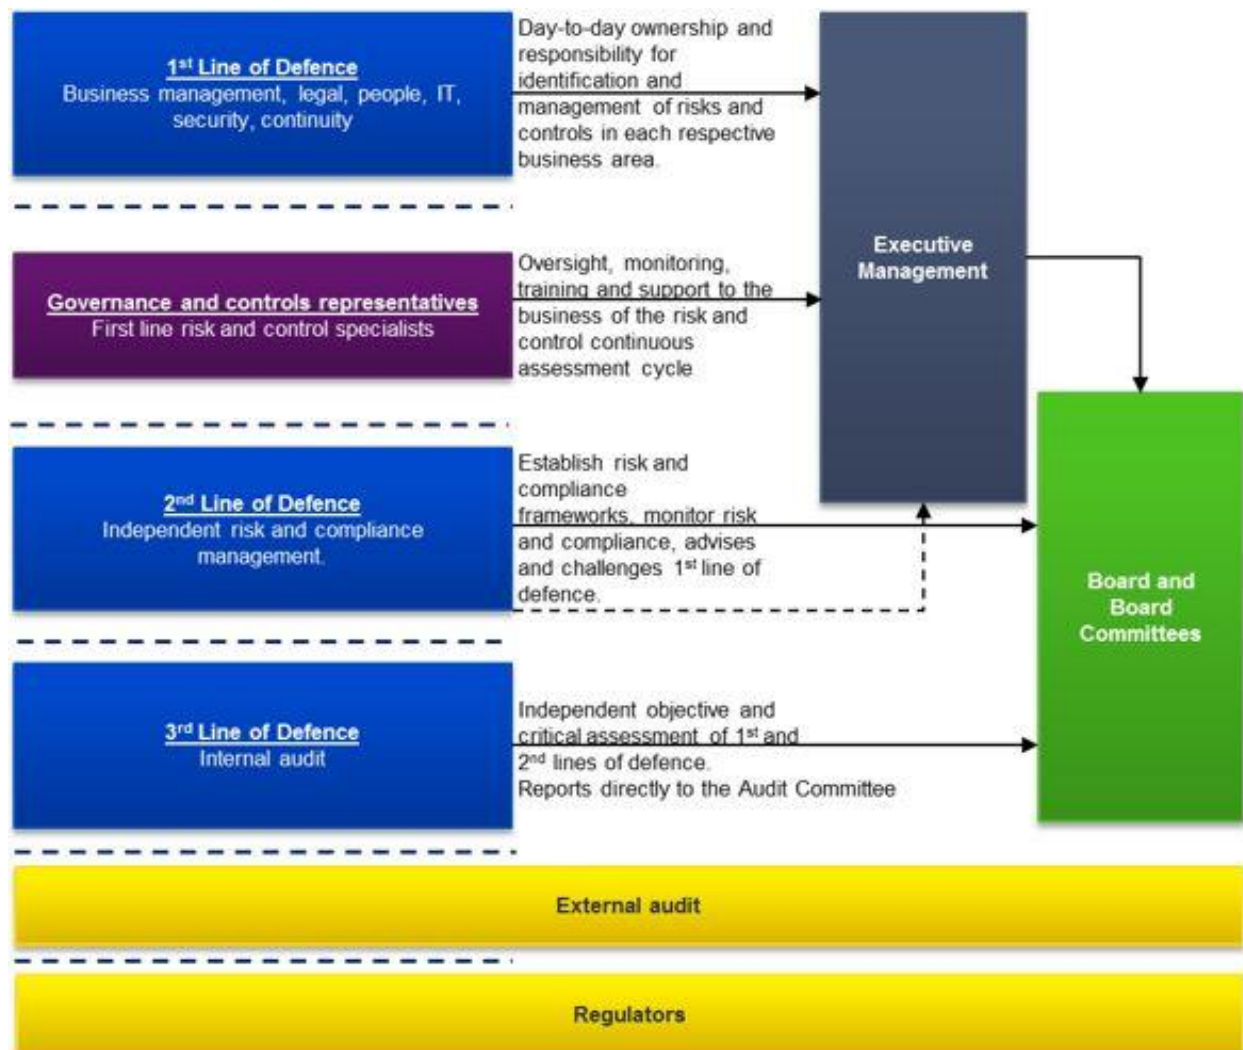 1st Line of Defence
Business management, legal, people, IT,
security, continuity
Day-to-day ownership and
responsibility for
identification and
management of risks and
controls in each respective
business area.
Executive
Management
Governance and controls representatives
First line risk and control specialists
Oversight, monitoring,
training and support to the
business of the risk and
control continuous
assessment cycle
2nd Line of Defence
Independent risk and compliance
management.
Establish risk and
compliance
frameworks, monitor risk
and compliance, advises
and challenges 1st line of
defence.
Board and
Board
Committees
3rd Line of Defence
Internal audit
Independent objective and
critical assessment of 1st and
2nd lines of defence.
Reports directly to the Audit Committee
External audit
Regulators